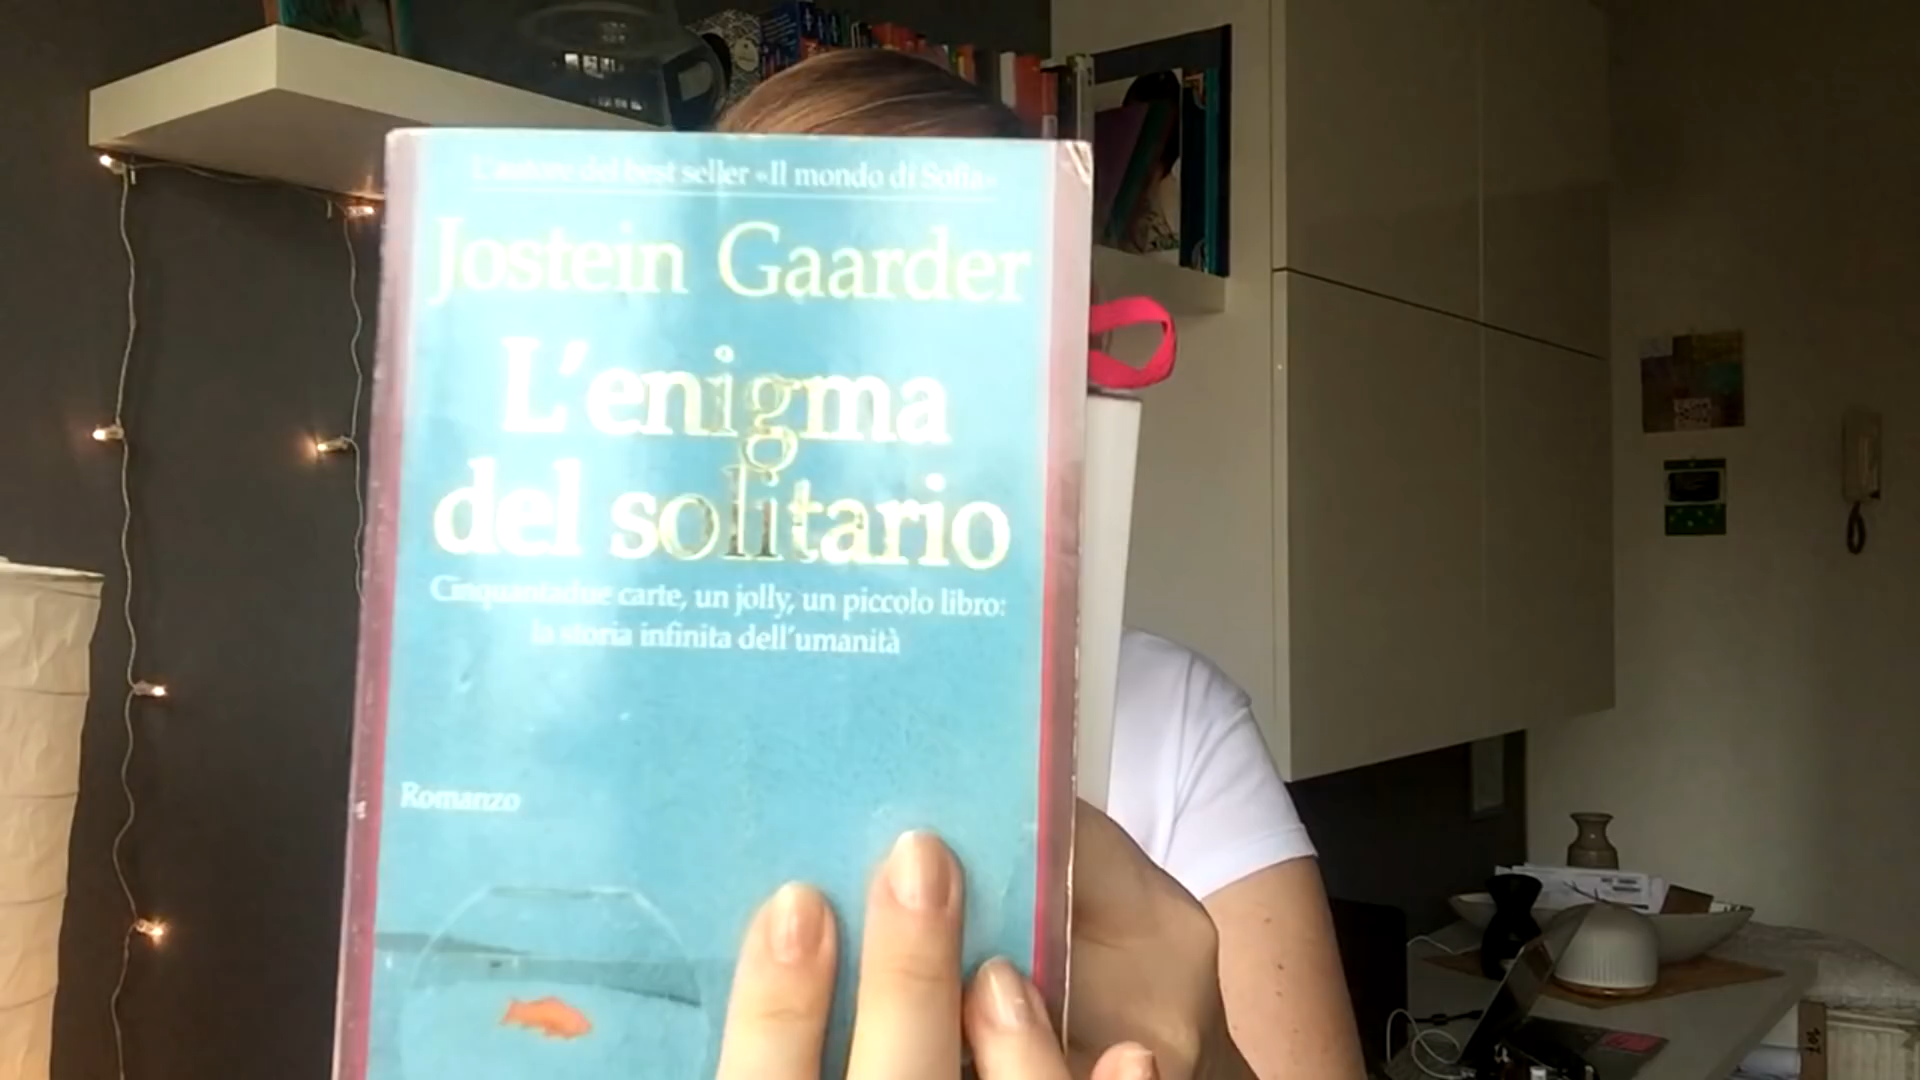 L'autore del best seller «Il mondo di Sofia»
Jostein Gaarder
L'enigma
del solitario
Cinquantadue carte, un jolly, un piccolo libro:
la storia infinita dell'umanità
Romanzo